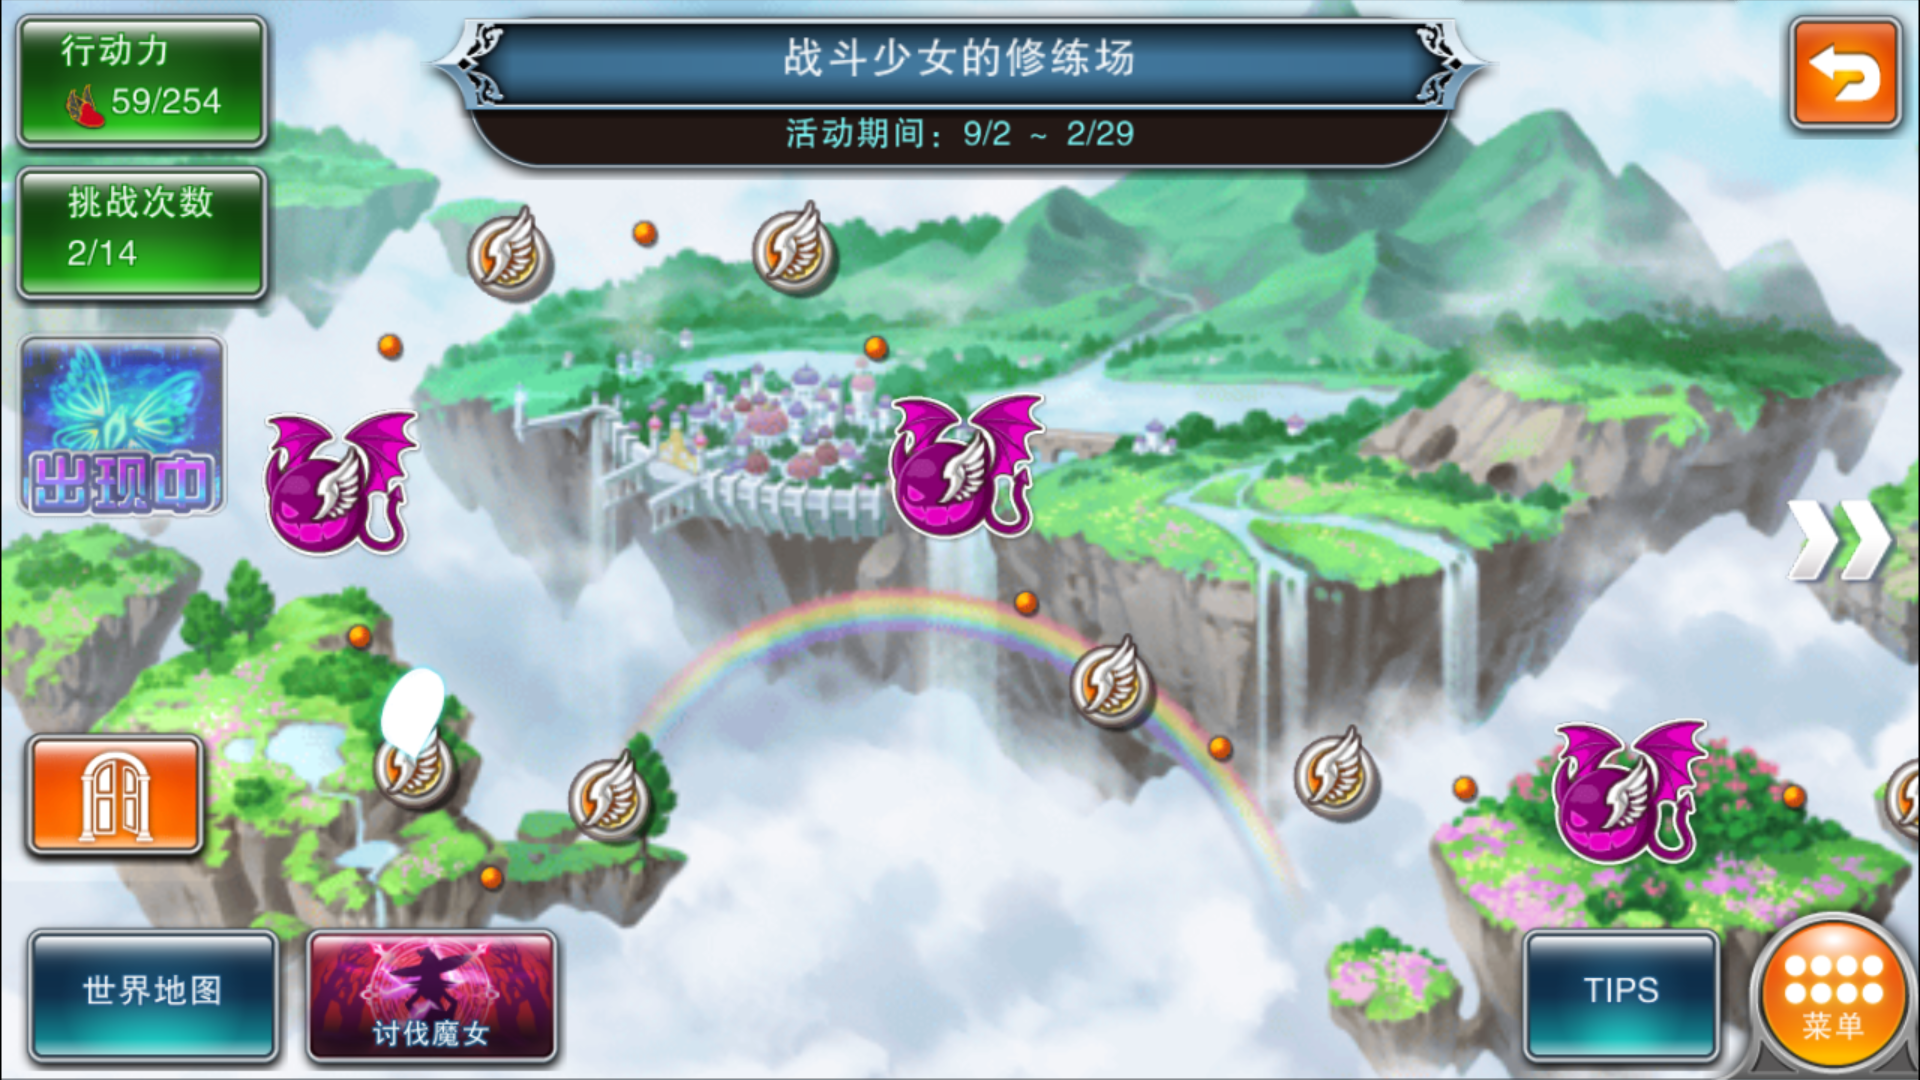 行动力
59/254
战斗少女的修练场
活动期间：9/2 ~ 2/29
挑战次数
2/14
出现中
世界地图
讨伐魔女
TIPS
菜单